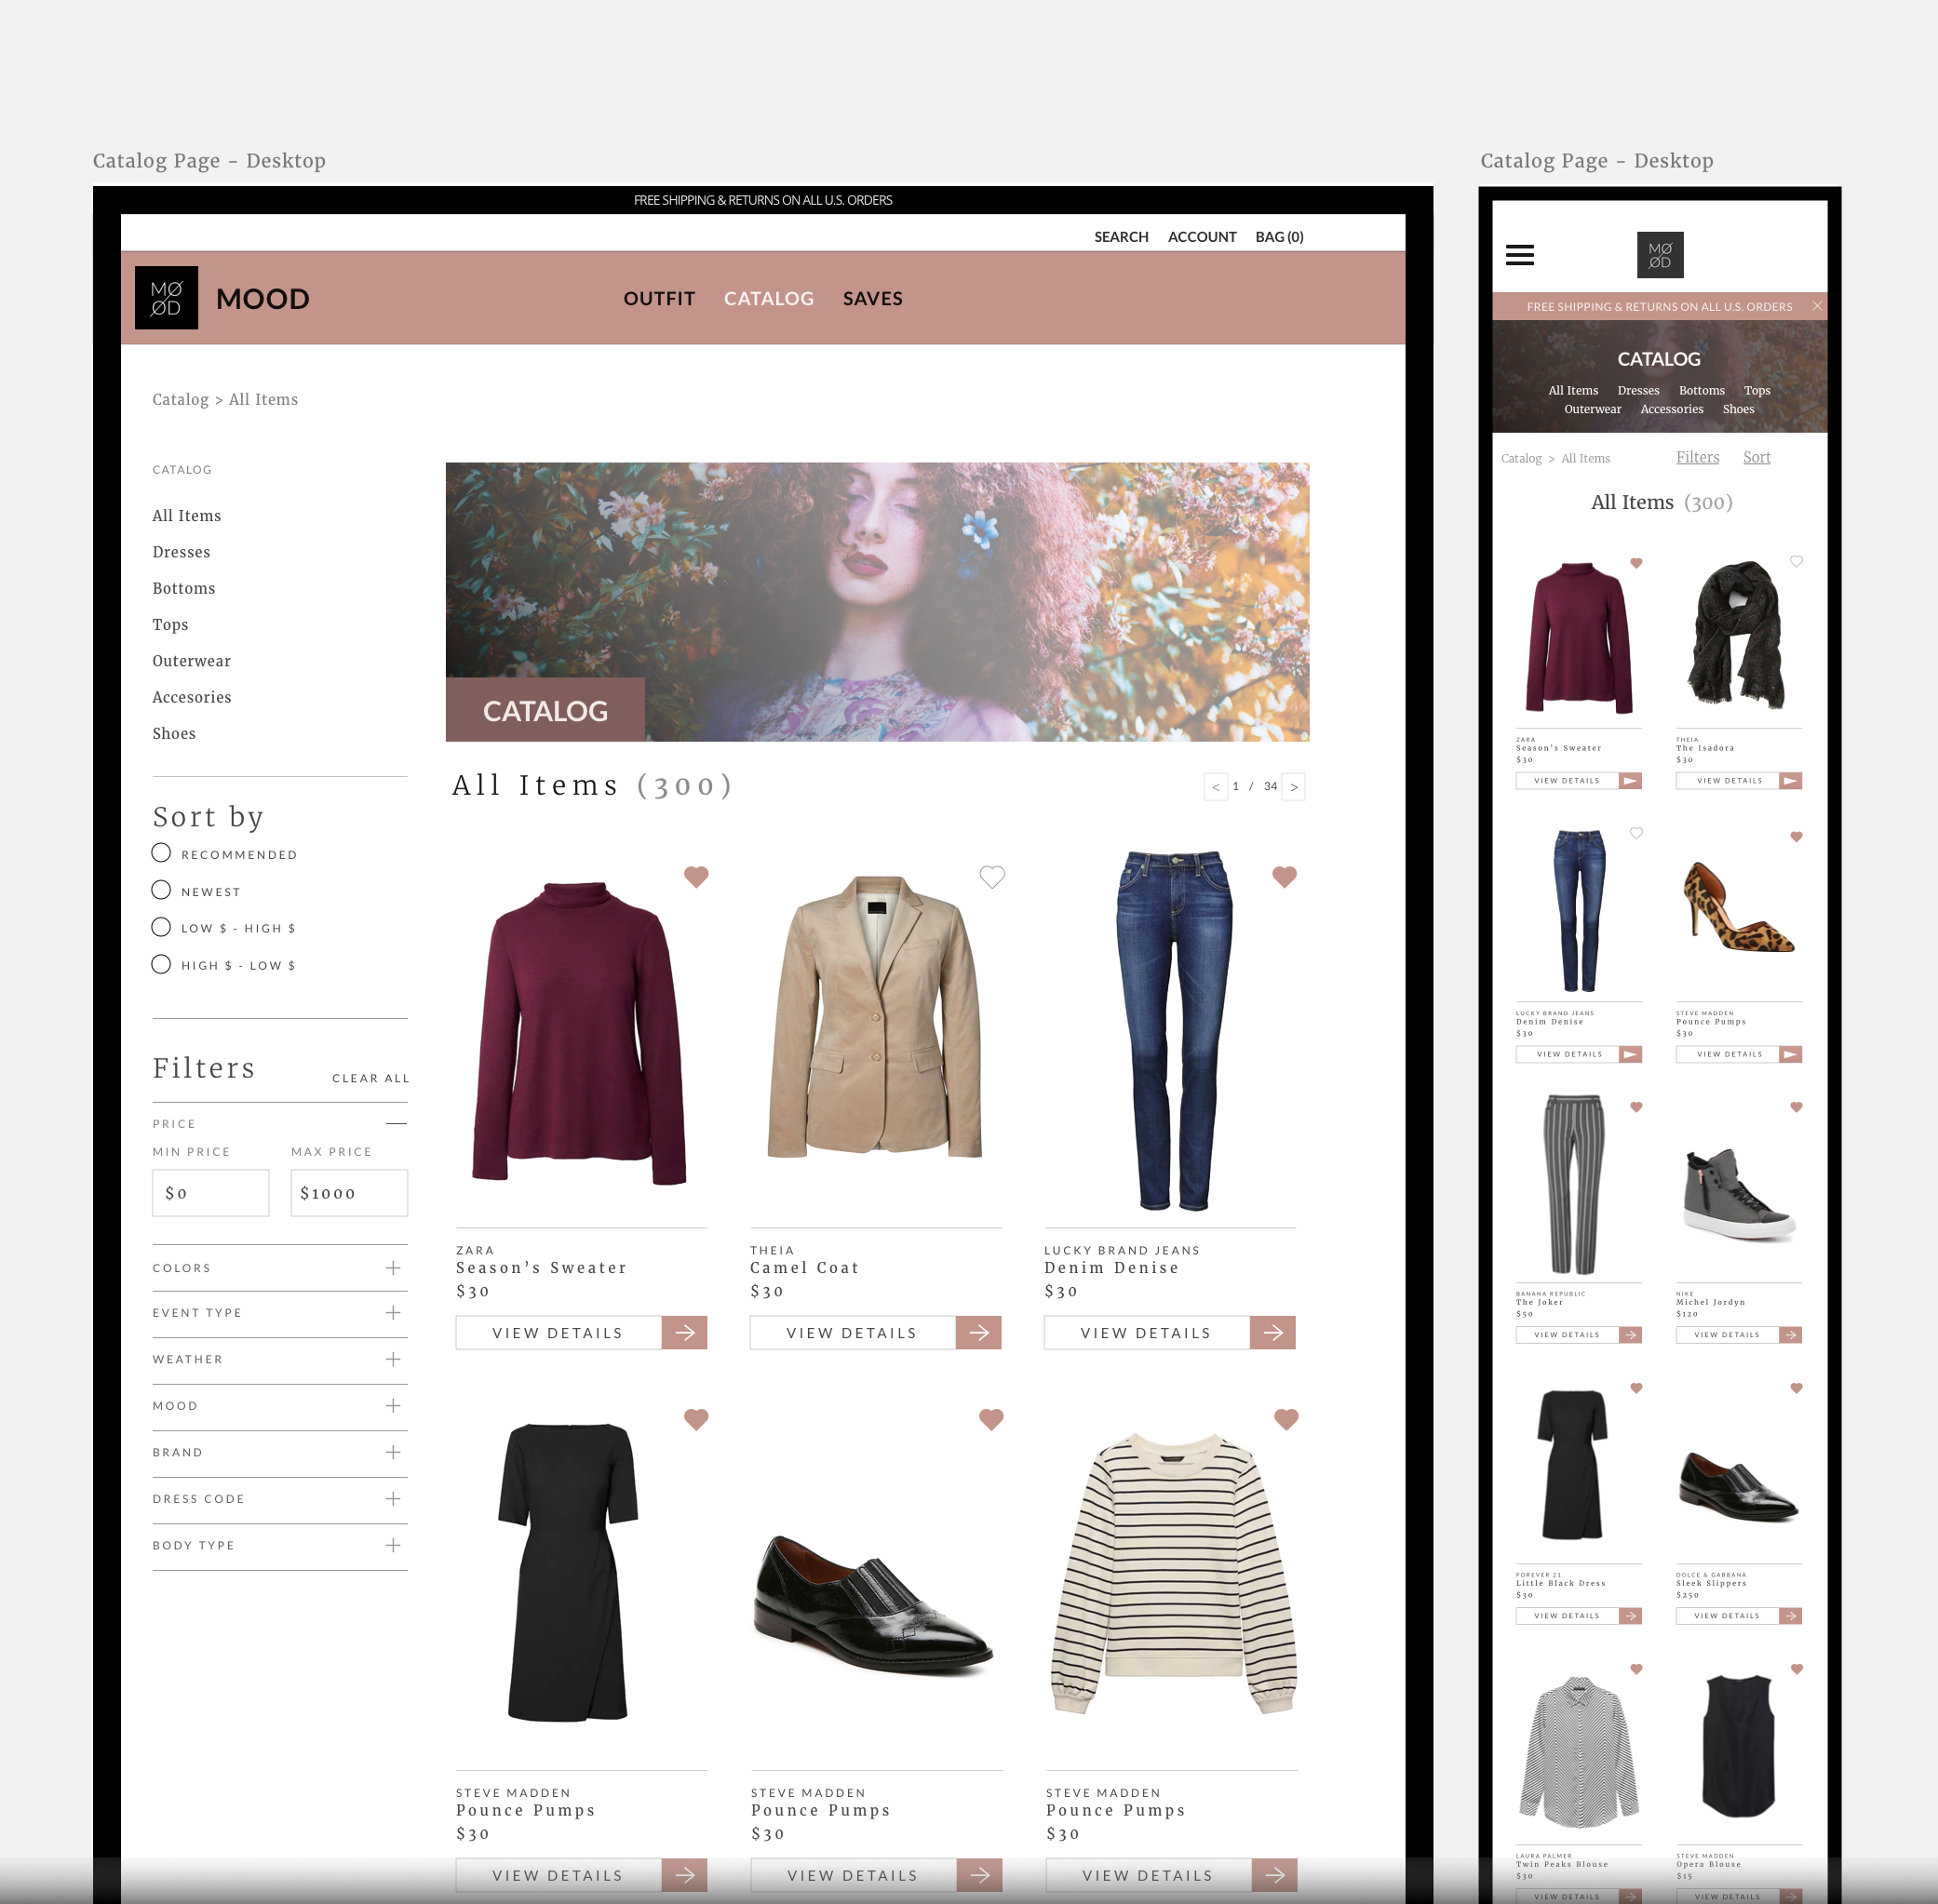 Catalog Page - Desktop
FREE SHIPPING & RETURNS ON ALL U.S. ORDERS
SEARCH ACCOUNT BAG (0)
MØ
ØD
MOOD
OUTFIT CATALOG SAVES
Catalog > All Items
CATALOG
All Items
Dresses
Bottoms
Tops
Outerwear
Accesories
Shoes
Sort by
RECOMMENDED
NEWEST
LOW $ - HIGH $
HIGH $ - LOW $
Filters
CLEAR ALL
PRICE
MIN PRICE MAX PRICE
$0 $1000
COLORS
EVENT TYPE
WEATHER
MOOD
BRAND
DRESS CODE
BODY TYPE
CATALOG
All Items (300)
< 1 / 34 >
ZARA
Season's Sweater
$30
VIEW DETAILS
THEIA
Camel Coat
$30
VIEW DETAILS
LUCKY BRAND JEANS
Denim Denise
$30
VIEW DETAILS
STEVE MADDEN
Pounce Pumps
$30
VIEW DETAILS
STEVE MADDEN
Pounce Pumps
$30
VIEW DETAILS
STEVE MADDEN
Pounce Pumps
$30
VIEW DETAILS
Catalog Page - Desktop
MØ
ØD
FREE SHIPPING & RETURNS ON ALL U.S. ORDERS
CATALOG
All Items Dresses Bottoms Tops
Outerwear Accessories Shoes
Catalog > All Items
Filters Sort
All Items (300)
ZARA
Season's Sweater
$30
VIEW DETAILS
THEIA
The Isadora
$30
VIEW DETAILS
LUCKY BRAND JEANS
Denim Denise
$30
VIEW DETAILS
STEVE MADDEN
Pounce Pumps
$30
VIEW DETAILS
BANANA REPUBLIC
The Joker
$50
VIEW DETAILS
NIKE
Michel Jordyn
$120
VIEW DETAILS
FOREVER 21
Little Black Dress
$30
VIEW DETAILS
DOLCE & GABBANA
Sleek Slippers
$250
VIEW DETAILS
LAURA PALMER
Twin Peaks Blouse
$30
VIEW DETAILS
STEVE MADDEN
Opera Blouse
$15
VIEW DETAILS